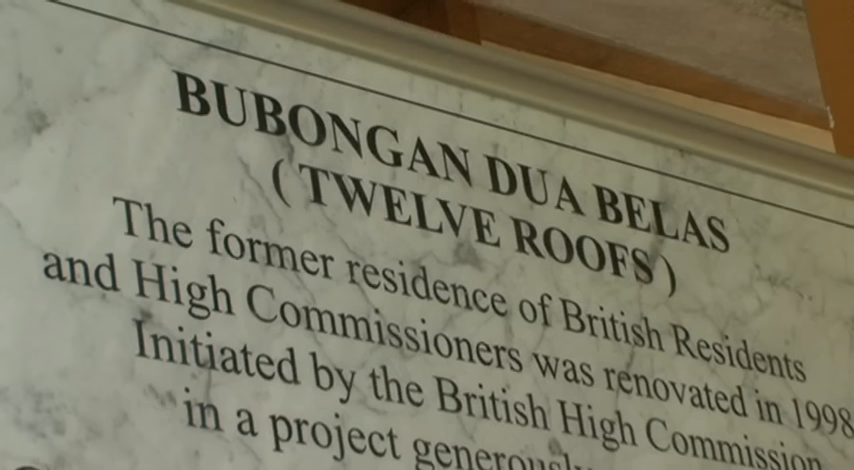 BUBONGAN DUA BELAS
( TWELVE ROOFS )
The former residence of British Residents
and High Commissioners was renovated in 1998
Initiated by the British High Commission
in a project generously